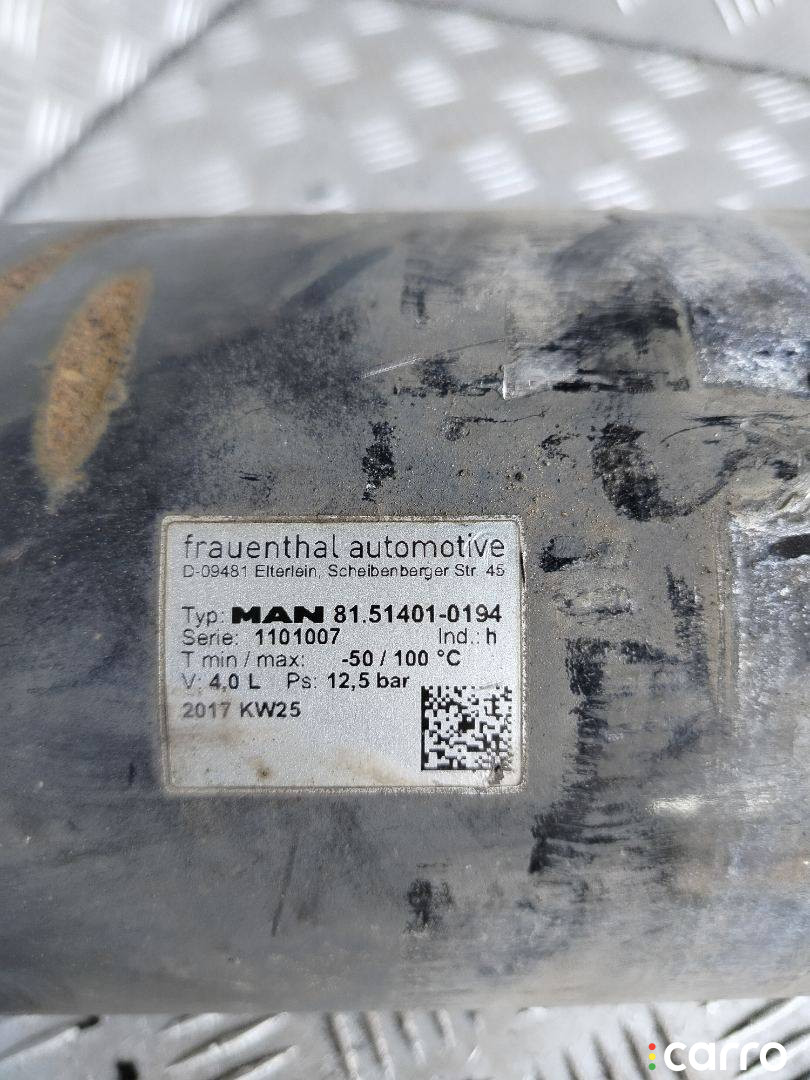 frauenthal automotive
D-09481 Elterlein, Scheibenberger Str. 45
Typ: MAN 81.51401-0194
Serie: 1101007 Ind.: h
T min / max: -50 / 100 °C
V: 4,0 L Ps: 12,5 bar
2017 KW25
carro